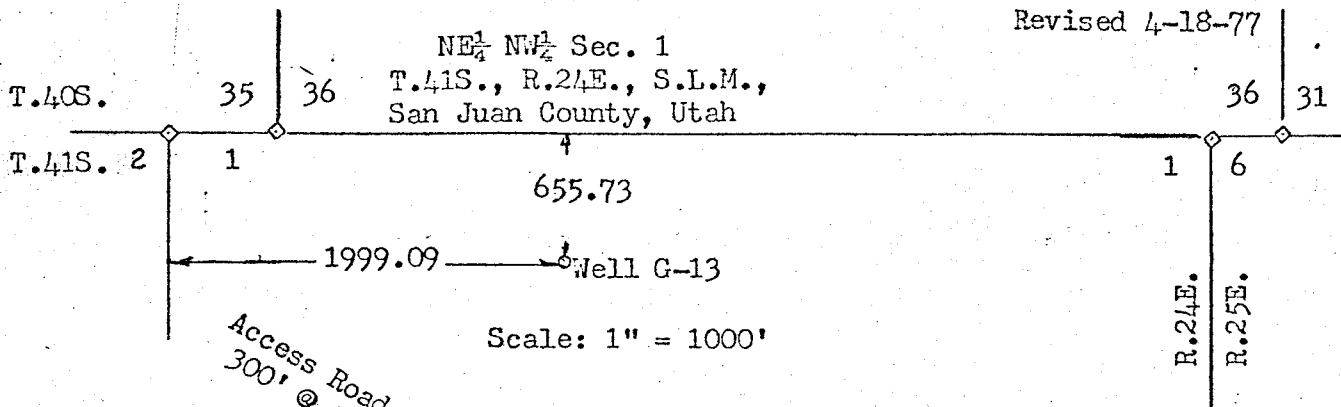 Revised 4-18-77
NE¼ NW¼ Sec. 1
T.41S., R.24E., S.L.M.,
San Juan County, Utah
T.40S. 35 36 36 31
T.41S. 2 1 1 6
655.73
1999.09 Well G-13
Scale: 1" = 1000'
R.24E. R.25E.
Access Road
300' @